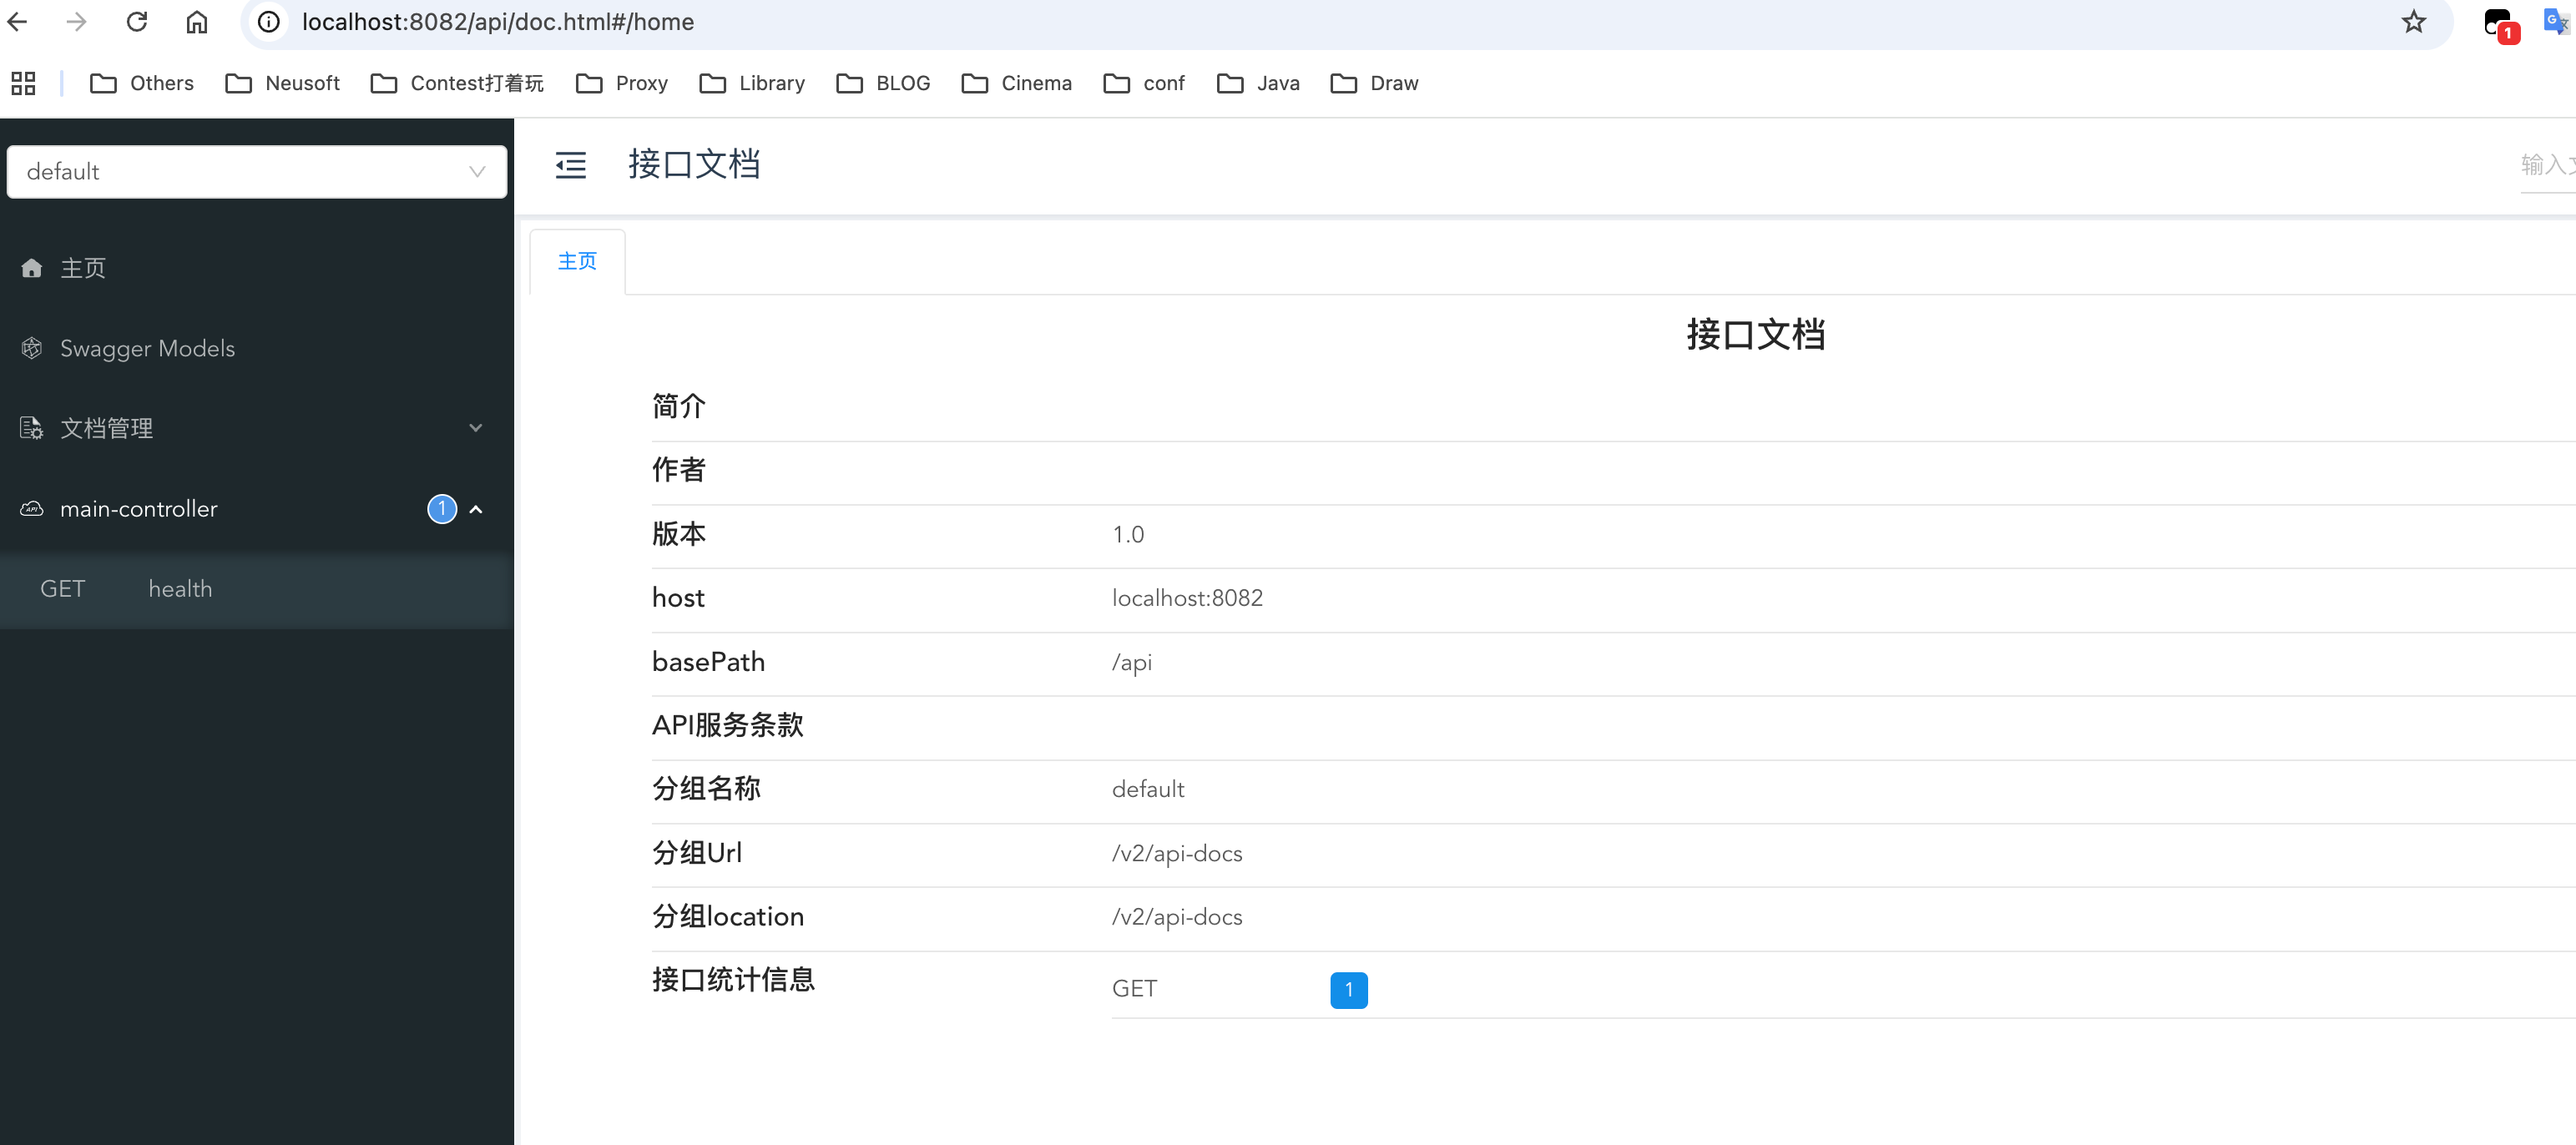 localhost:8082/api/doc.html#/home
1
Others Neusoft Contest打着玩 Proxy Library BLOG Cinema conf Java Draw
default
接口文档
输入
主页
主页
接口文档
Swagger Models
简介
文档管理
作者
main-controller 1
版本 1.0
GET health
host localhost:8082
basePath /api
API服务条款
分组名称 default
分组Url /v2/api-docs
分组location /v2/api-docs
接口统计信息 GET 1